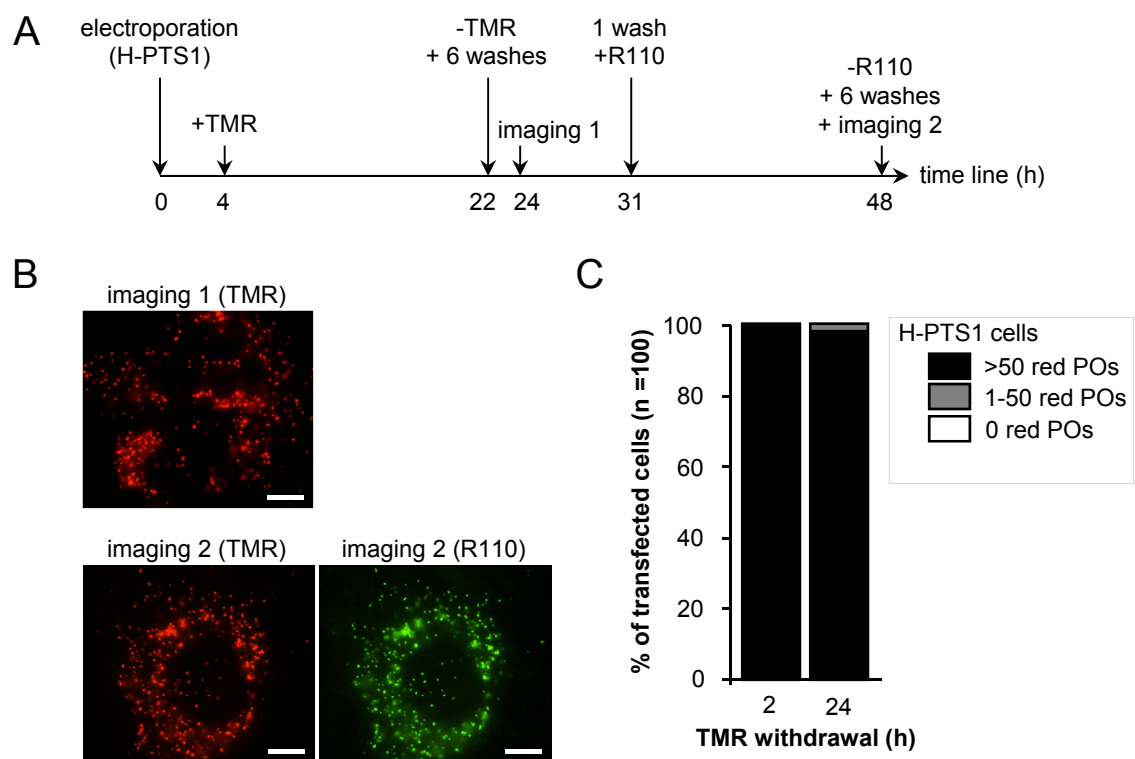 A
electroporation
(H-PTS1)
+TMR
-TMR
+ 6 washes
imaging 1
1 wash
+R110
-R110
+ 6 washes
+ imaging 2
time line (h)
0
4
22
24
31
48
B
imaging 1 (TMR)
imaging 2 (TMR)
imaging 2 (R110)
C
% of transfected cells (n =100)
100
80
60
40
20
0
2
24
TMR withdrawal (h)
H-PTS1 cells
>50 red POs
1-50 red POs
0 red POs